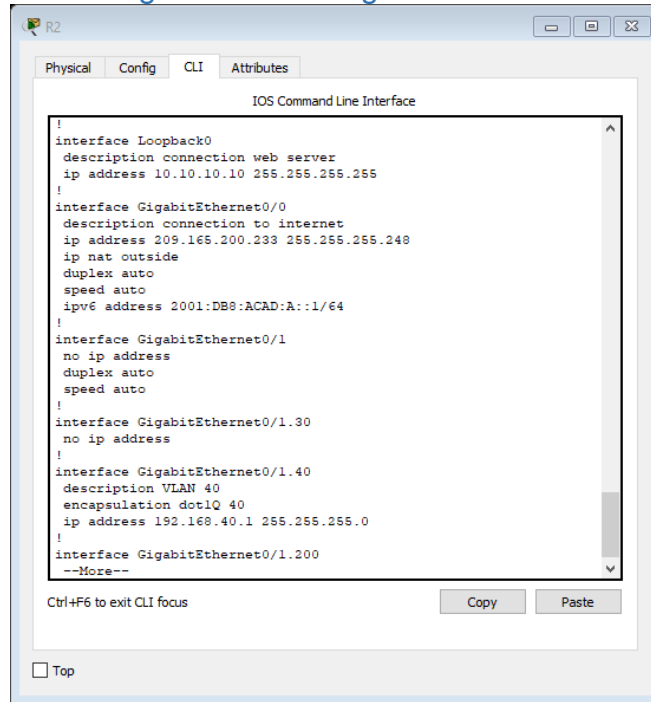 R2
Physical Config CLI Attributes
IOS Command Line Interface
!
interface Loopback0
description connection web server
ip address 10.10.10.10 255.255.255.255
!
interface GigabitEthernet0/0
description connection to internet
ip address 209.165.200.233 255.255.255.248
ip nat outside
duplex auto
speed auto
ipv6 address 2001:DB8:ACAD:A::1/64
!
interface GigabitEthernet0/1
no ip address
duplex auto
speed auto
!
interface GigabitEthernet0/1.30
no ip address
!
interface GigabitEthernet0/1.40
description VLAN 40
encapsulation dot1Q 40
ip address 192.168.40.1 255.255.255.0
!
interface GigabitEthernet0/1.200
--More--
Ctrl+F6 to exit CLI focus Copy Paste
Top